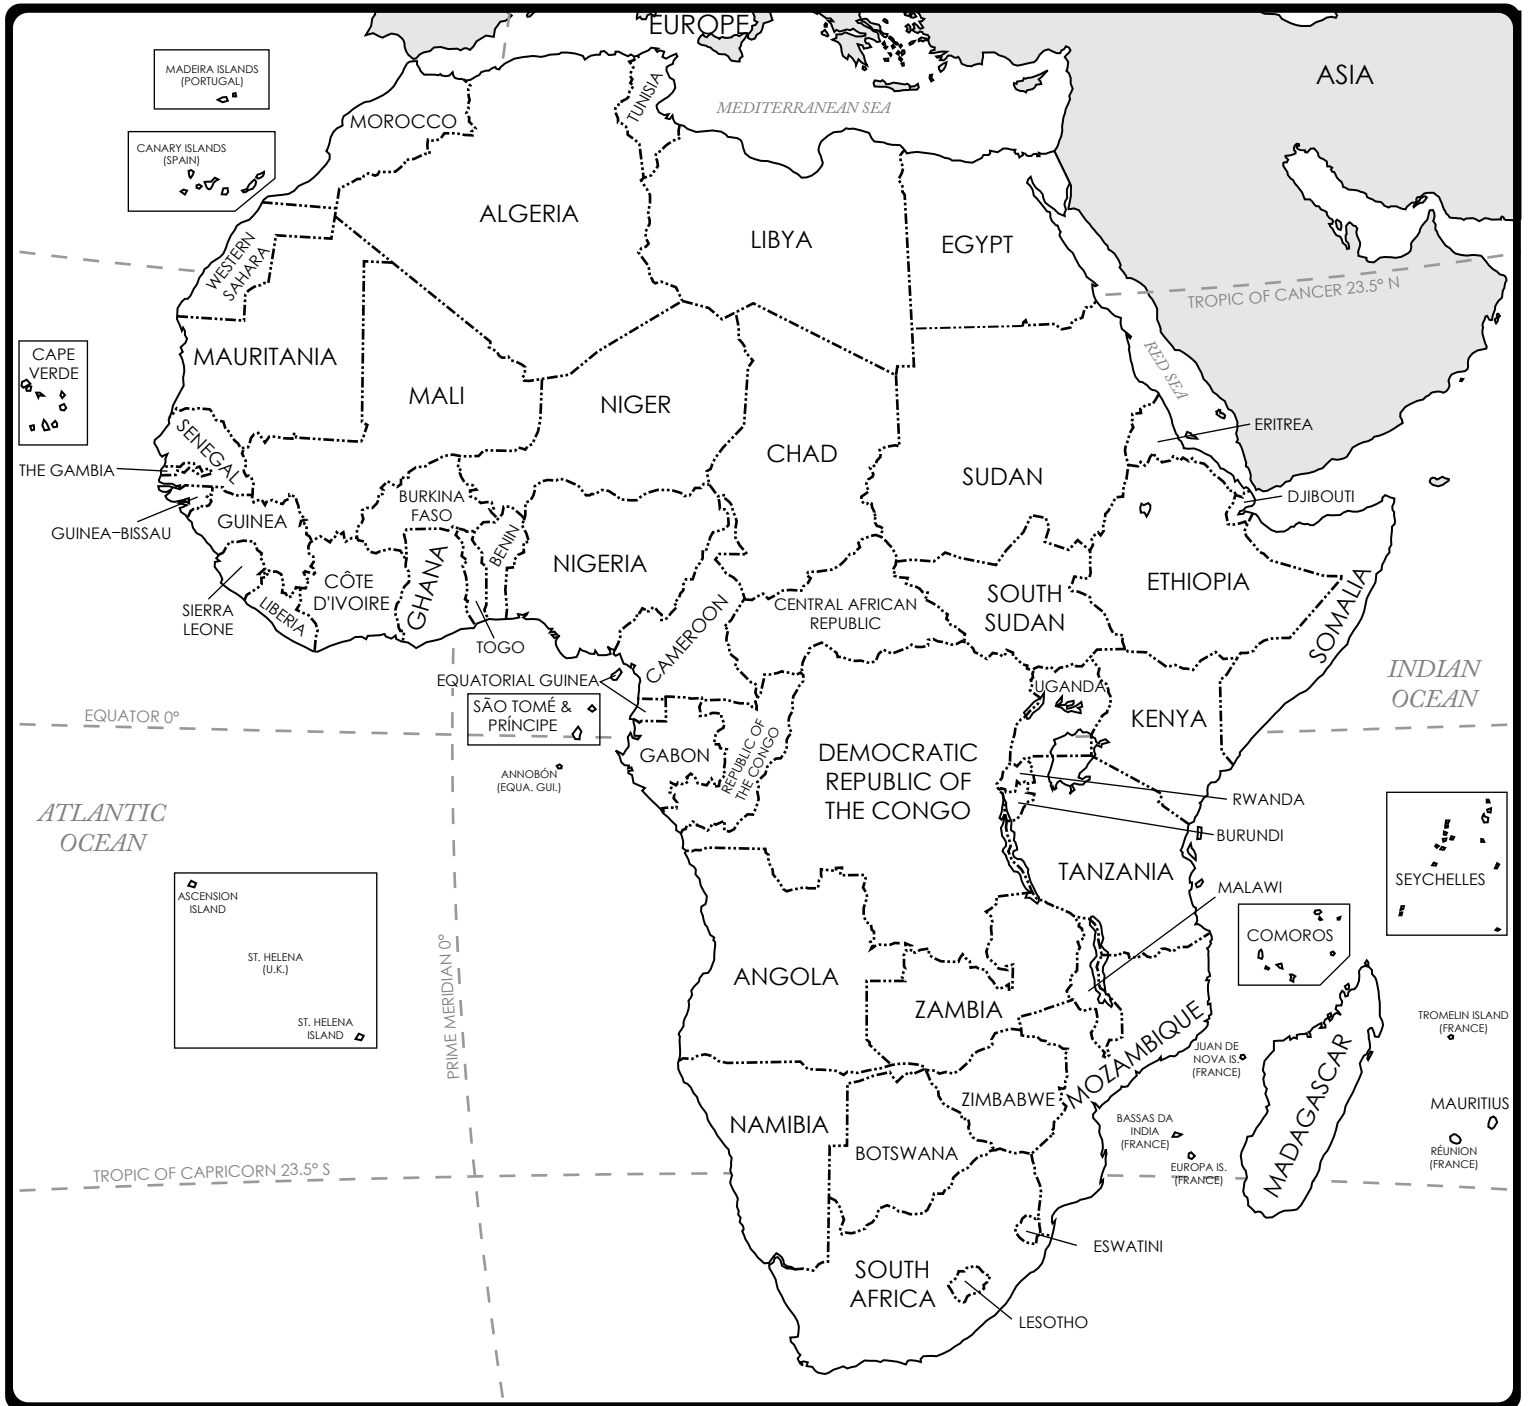 EUROPE
ASIA
MADEIRA ISLANDS
(PORTUGAL)
MEDITERRANEAN SEA
TUNISIA
MOROCCO
CANARY ISLANDS
(SPAIN)
ALGERIA
LIBYA
EGYPT
WESTERN
SAHARA
TROPIC OF CANCER 23.5° N
CAPE
VERDE
MAURITANIA
MALI
NIGER
CHAD
SUDAN
RED SEA
ERITREA
SENEGAL
THE GAMBIA
GUINEA-BISSAU
GUINEA
BURKINA
FASO
BENIN
NIGERIA
DJIBOUTI
ETHIOPIA
SOMALIA
SIERRA
LEONE
LIBERIA
CÔTE
D'IVOIRE
GHANA
TOGO
CAMEROON
CENTRAL AFRICAN
REPUBLIC
SOUTH
SUDAN
EQUATORIAL GUINEA
SÃO TOMÉ &
PRÍNCIPE
UGANDA
KENYA
INDIAN
OCEAN
EQUATOR 0°
ANNOBÓN
(EQUA. GUI.)
GABON
REPUBLIC OF
THE CONGO
DEMOCRATIC
REPUBLIC OF
THE CONGO
RWANDA
BURUNDI
ATLANTIC
OCEAN
TANZANIA
MALAWI
SEYCHELLES
ASCENSION
ISLAND
ST. HELENA
(U.K.)
ST. HELENA
ISLAND
PRIME MERIDIAN 0°
COMOROS
ANGOLA
ZAMBIA
MOZAMBIQUE
JUAN DE
NOVA IS.
(FRANCE)
TROMELIN ISLAND
(FRANCE)
MADAGASCAR
MAURITIUS
RÉUNION
(FRANCE)
NAMIBIA
ZIMBABWE
BOTSWANA
BASSAS DA
INDIA
(FRANCE)
EUROPA IS.
(FRANCE)
TROPIC OF CAPRICORN 23.5° S
ESWATINI
SOUTH
AFRICA
LESOTHO